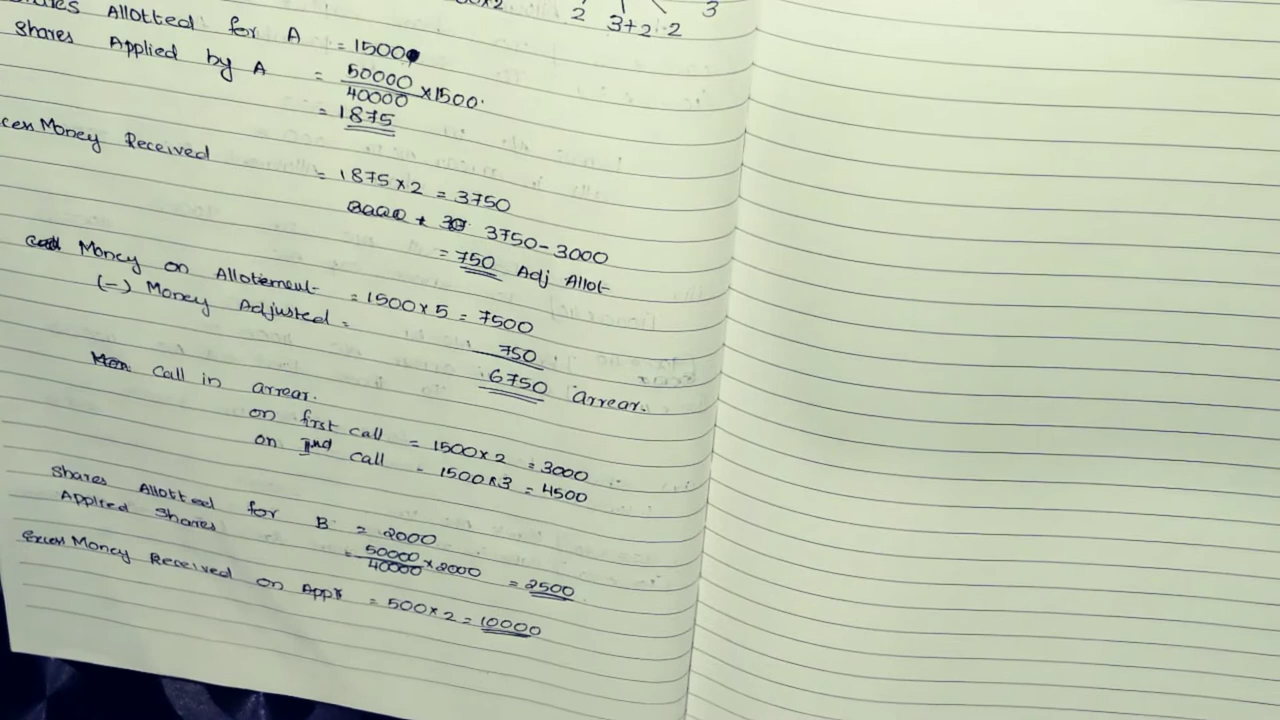 2 3+2 2 3
Allotted for A = 1500
Shares Applied by A = 50000/40000 ×1500.
= 1875
Money Received = 1875×2 = 3750
3750-3000
= 750 Adj Allot
Money on Allotement = 1500×5 = 7500
(-) Money Adjusted = 750
6750 arrear.
call in arrear.
on first call = 1500×2 = 3000
on IInd call = 1500×3 = 4500
Shares Allotted for B = 2000
Applied Shares = 50000/40000 ×2000 = 2500
Excess Money Received on App = 500×2 = 10000